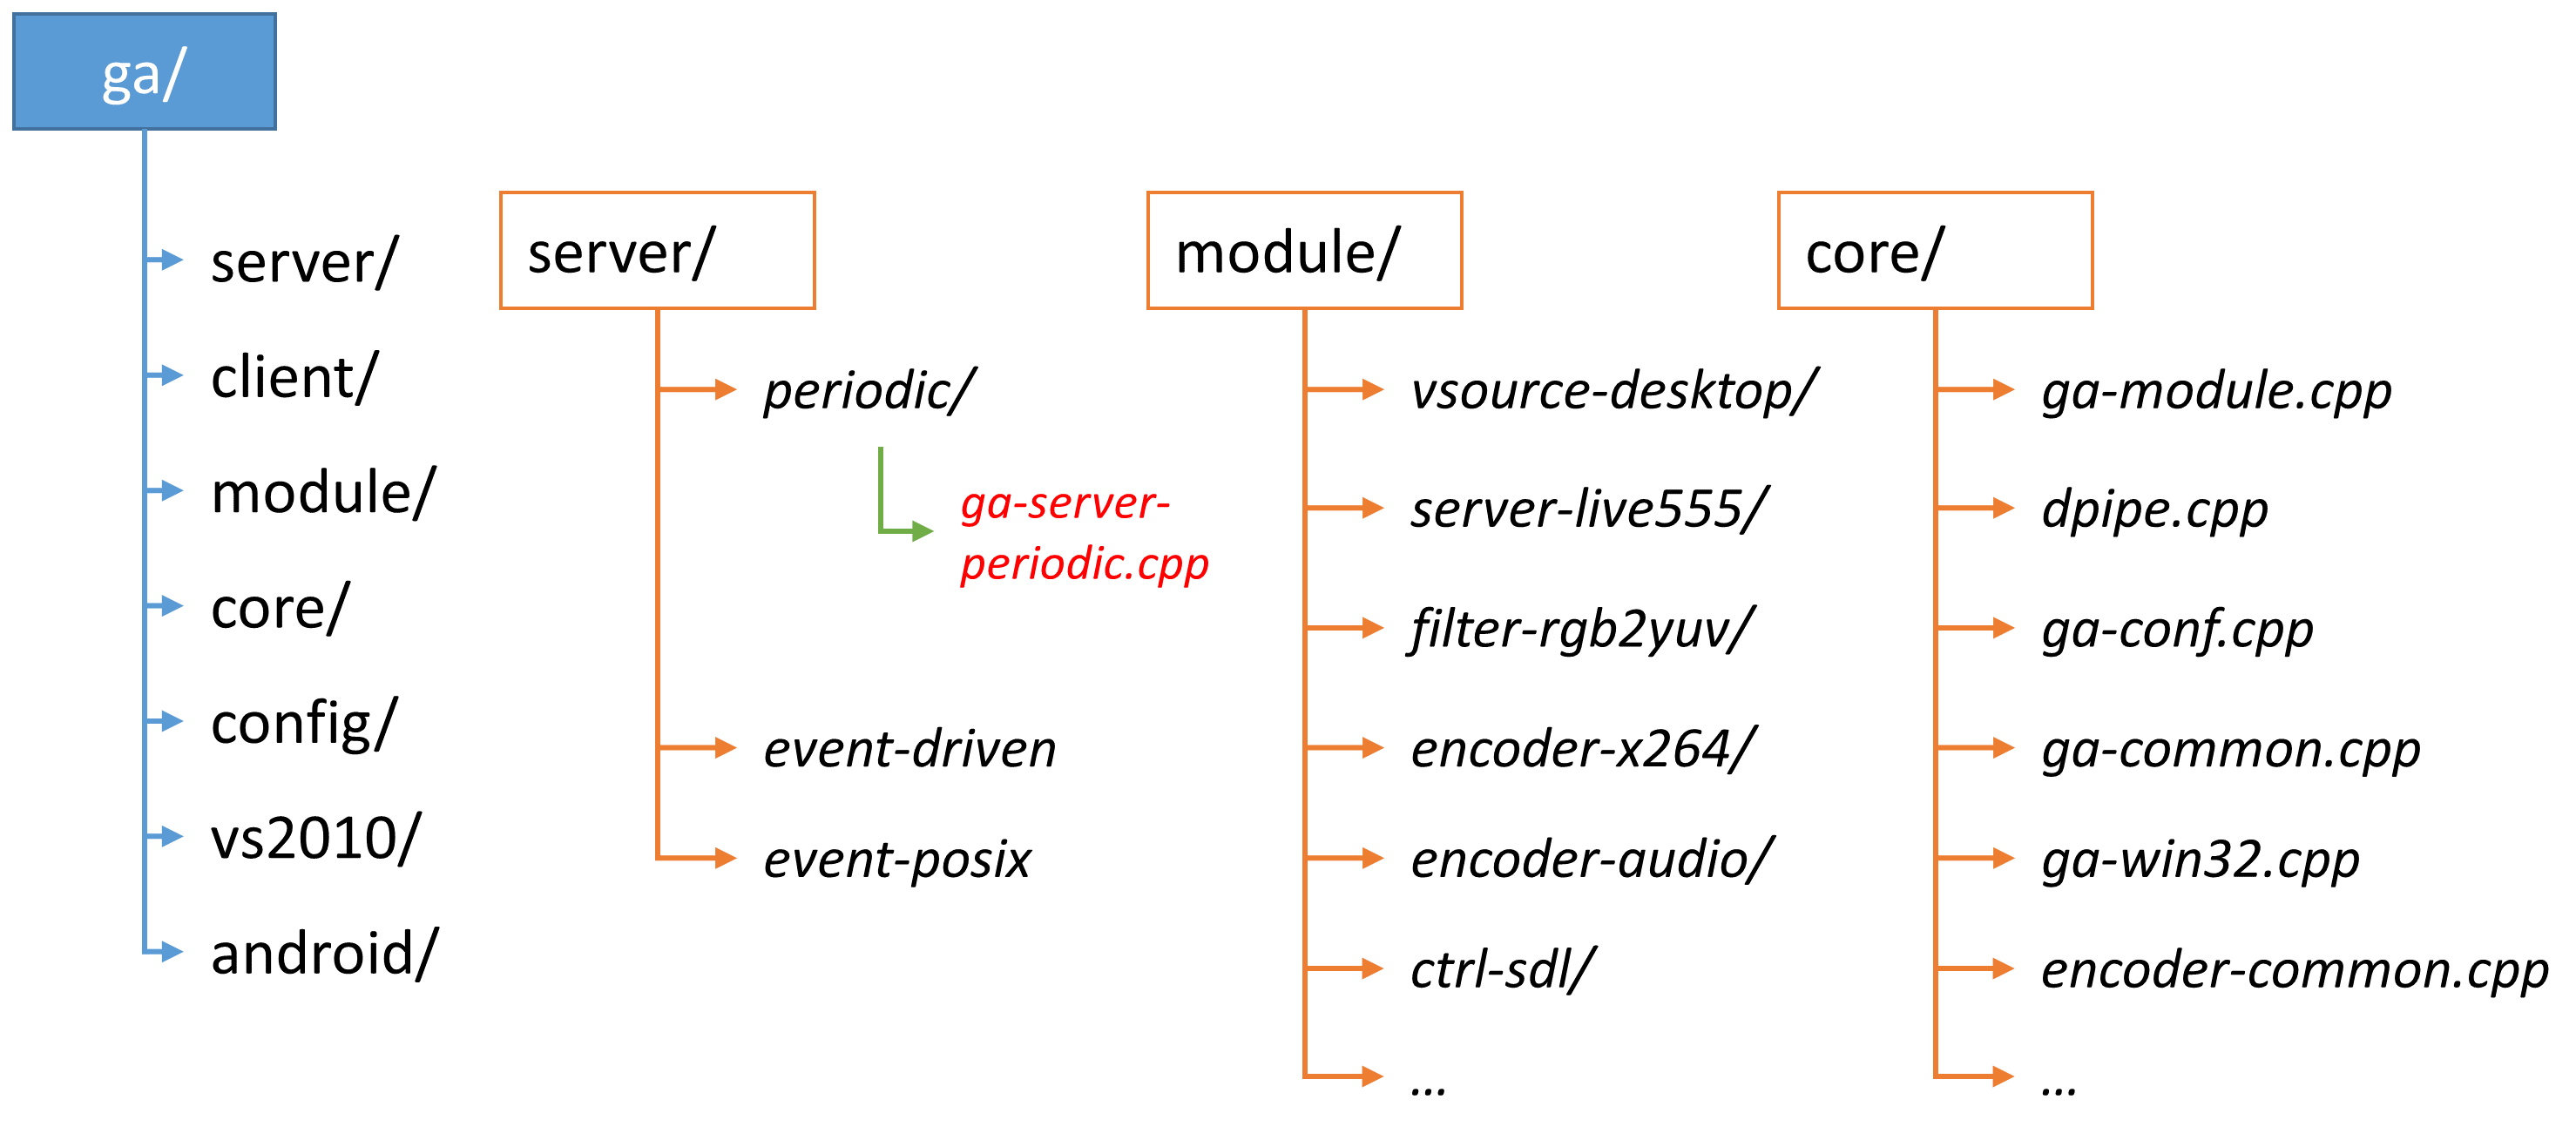 ga/
server/
client/
module/
core/
config/
vs2010/
android/
server/
periodic/
ga-server-
periodic.cpp
event-driven
event-posix
module/
vsource-desktop/
server-live555/
filter-rgb2yuv/
encoder-x264/
encoder-audio/
ctrl-sdl/
...
core/
ga-module.cpp
dpipe.cpp
ga-conf.cpp
ga-common.cpp
ga-win32.cpp
encoder-common.cpp
...